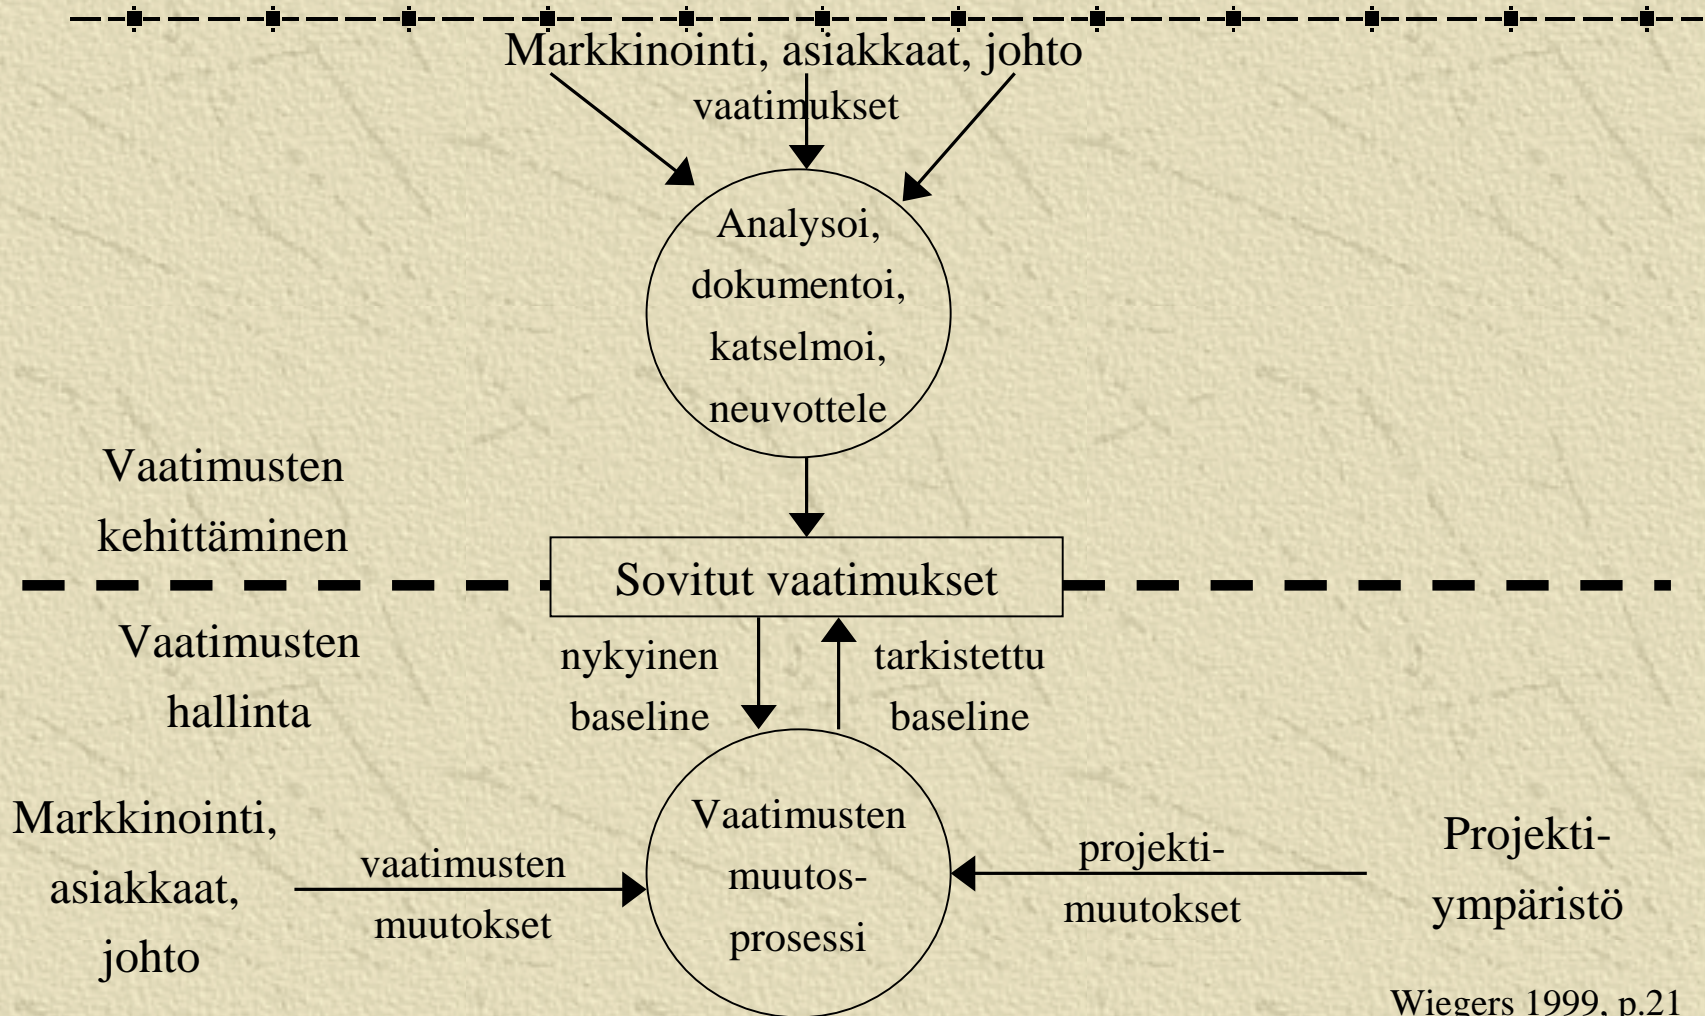 Markkinointi, asiakkaat, johto
vaatimukset
Analysoi,
dokumentoi,
katselmoi,
neuvottele
Vaatimusten
kehittäminen
Sovitut vaatimukset
Vaatimusten
hallinta
nykyinen
baseline
tarkistettu
baseline
Markkinointi,
asiakkaat,
johto
vaatimusten
muutokset
Vaatimusten
muutos-
prosessi
projekti-
muutokset
Projekti-
ympäristö
Wiegers 1999, p.21